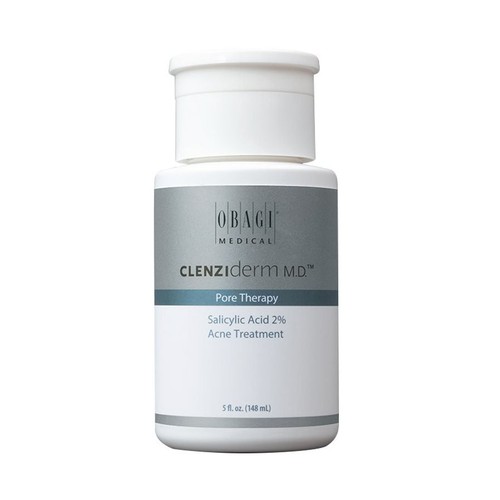 OBAGI
MEDICAL
CLENZIderm M.D.™
Pore Therapy
Salicylic Acid 2%
Acne Treatment
5 fl. oz. (148 mL)